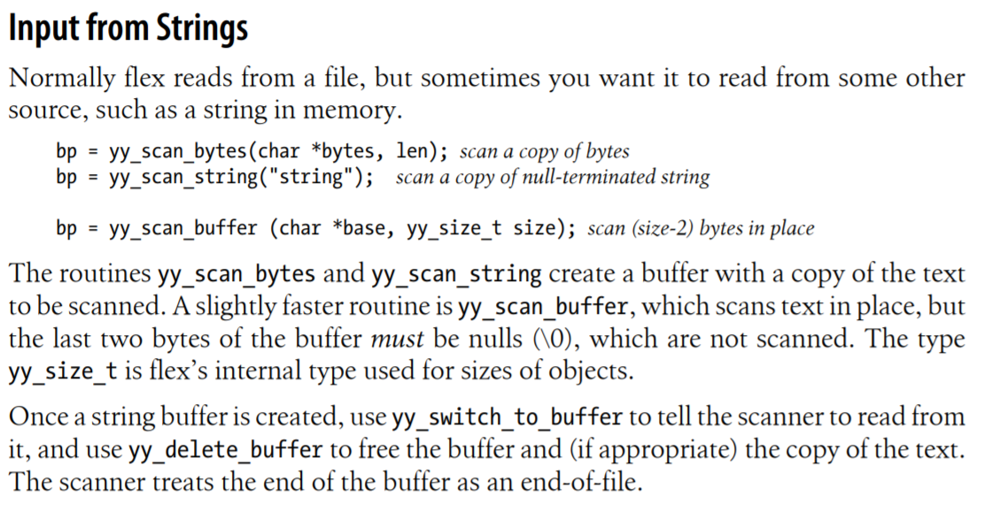 Input from Strings
Normally flex reads from a file, but sometimes you want it to read from some other
source, such as a string in memory.
bp = yy_scan_bytes(char *bytes, len); scan a copy of bytes
bp = yy_scan_string("string"); scan a copy of null-terminated string
bp = yy_scan_buffer (char *base, yy_size_t size); scan (size-2) bytes in place
The routines yy_scan_bytes and yy_scan_string create a buffer with a copy of the text
to be scanned. A slightly faster routine is yy_scan_buffer, which scans text in place, but
the last two bytes of the buffer must be nulls (\0), which are not scanned. The type
yy_size_t is flex’s internal type used for sizes of objects.
Once a string buffer is created, use yy_switch_to_buffer to tell the scanner to read from
it, and use yy_delete_buffer to free the buffer and (if appropriate) the copy of the text.
The scanner treats the end of the buffer as an end-of-file.